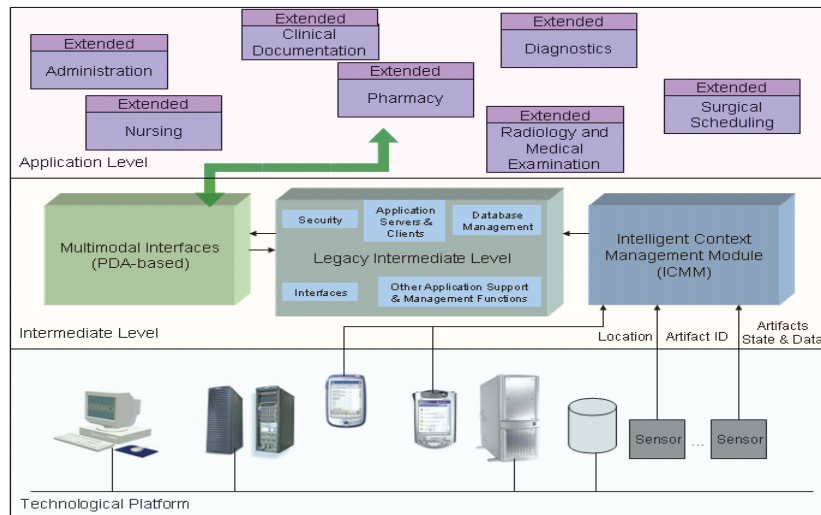 Extended
Administration
Extended
Clinical
Documentation
Extended
Diagnostics
Extended
Nursing
Extended
Pharmacy
Extended
Radiology and
Medical
Examination
Extended
Surgical
Scheduling
Application Level
Multimodal Interfaces
(PDA-based)
Security
Application
Servers &
Clients
Database
Management
Legacy Intermediate Level
Interfaces
Other Application Support
& Management Functions
Intelligent Context
Management Module
(ICMM)
Intermediate Level
Location
Artifact ID
Artifacts
State & Data
Sensor
...
Sensor
Technological Platform